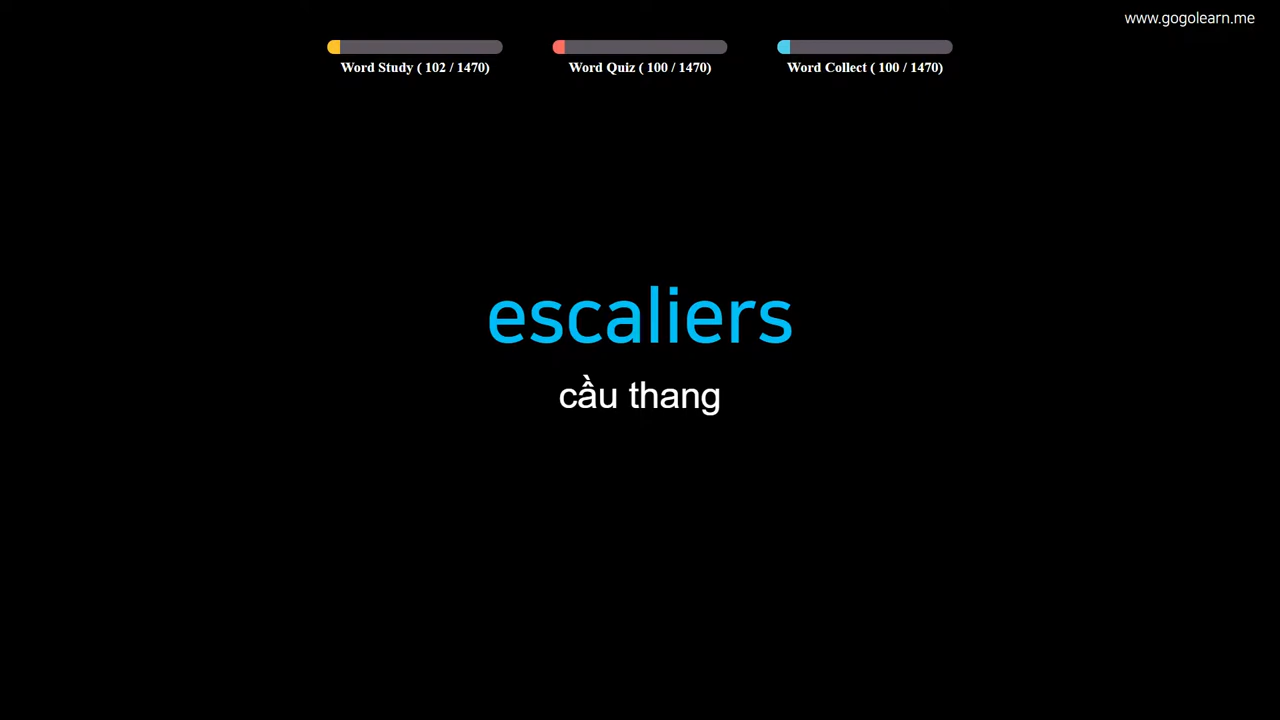 www.gogolearn.me
Word Study ( 102 / 1470)
Word Quiz ( 100 / 1470)
Word Collect ( 100 / 1470)
escaliers
cầu thang